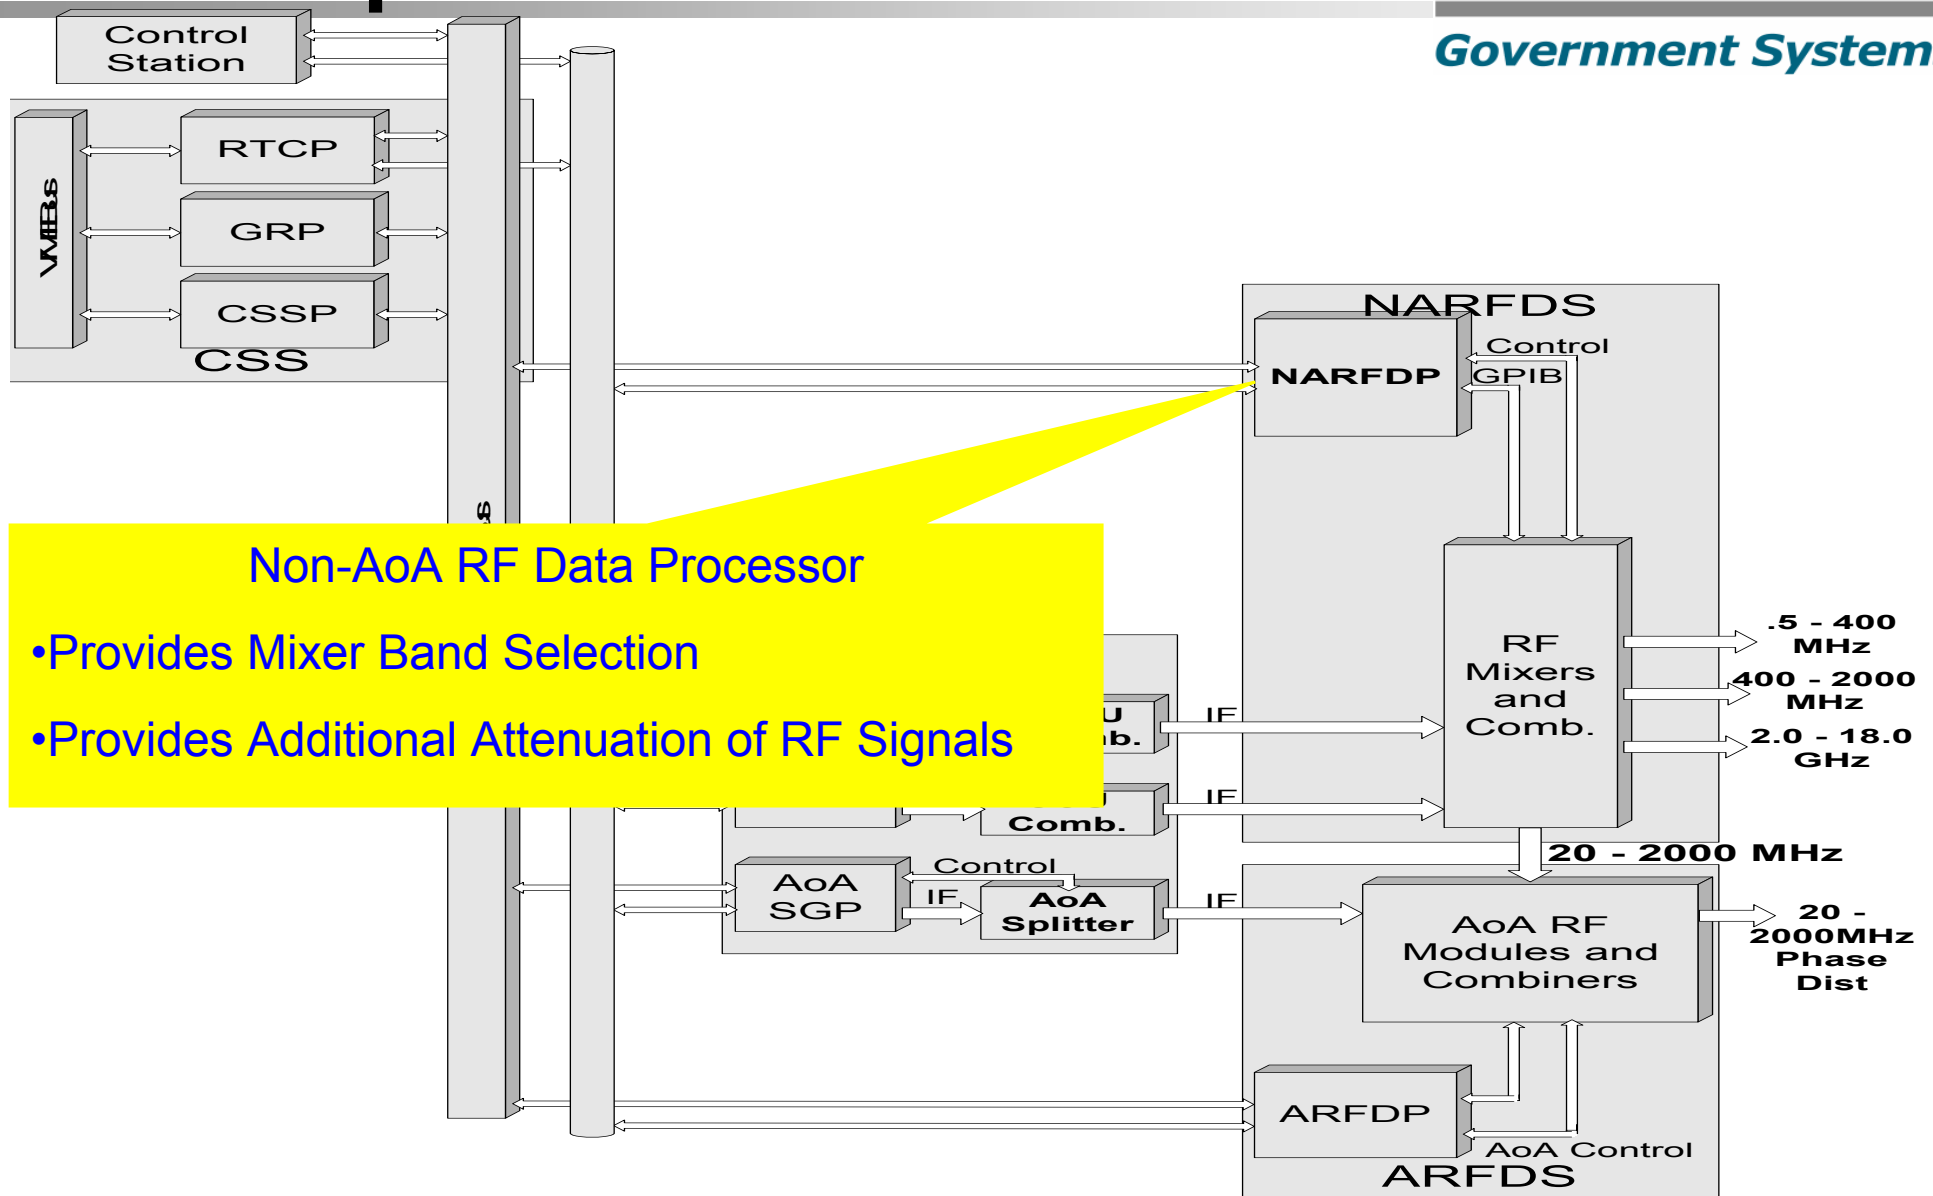 Government System
Control
Station
RTCP
GRP
CSSP
CSS
NARFDS
NARFDP
Control
GPIB
Non-AoA RF Data Processor
•Provides Mixer Band Selection
•Provides Additional Attenuation of RF Signals
RF
Mixers
and
Comb.
.5 - 400
MHz
400 - 2000
MHz
2.0 - 18.0
GHz
IF
IF
Comb.
20 - 2000 MHz
AoA
SGP
Control
IF
AoA
Splitter
IF
AoA RF
Modules and
Combiners
20 -
2000MHz
Phase
Dist
ARFDP
AoA Control
ARFDS